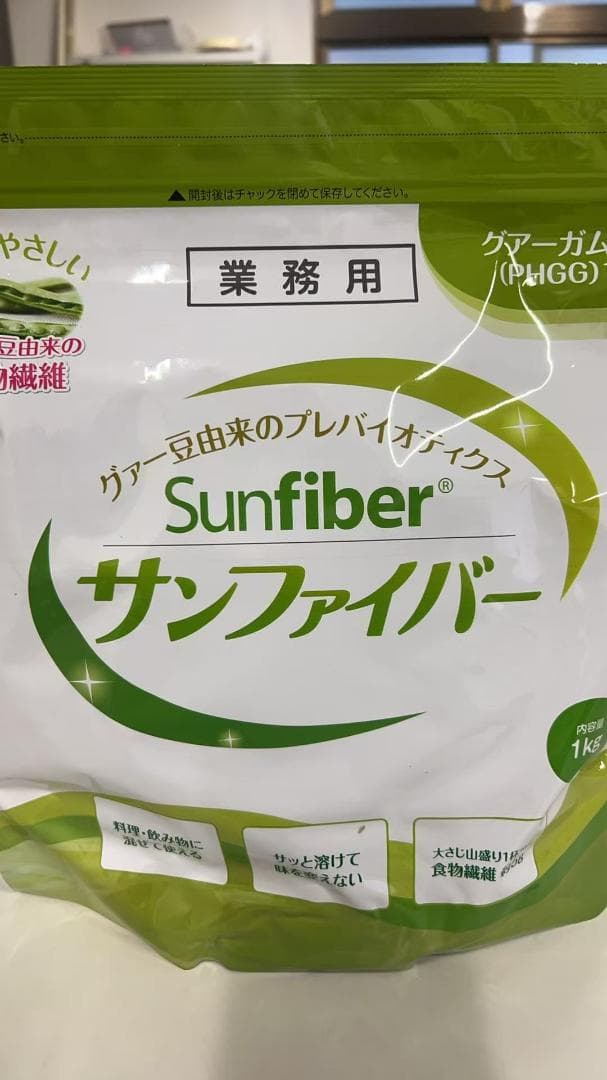 さい。
▲開封後はチャックを閉めて保存してください。
やさしい
豆由来の
物繊維
業務用
グアーガム
(PHGG)
グァー豆由来のプレバイオティクス
Sunfiber®
サンファイバー
内容量
1kg
料理・飲み物に
混ぜて使える
サッと溶けて
味を変えない
大さじ山盛り1杯
食物繊維